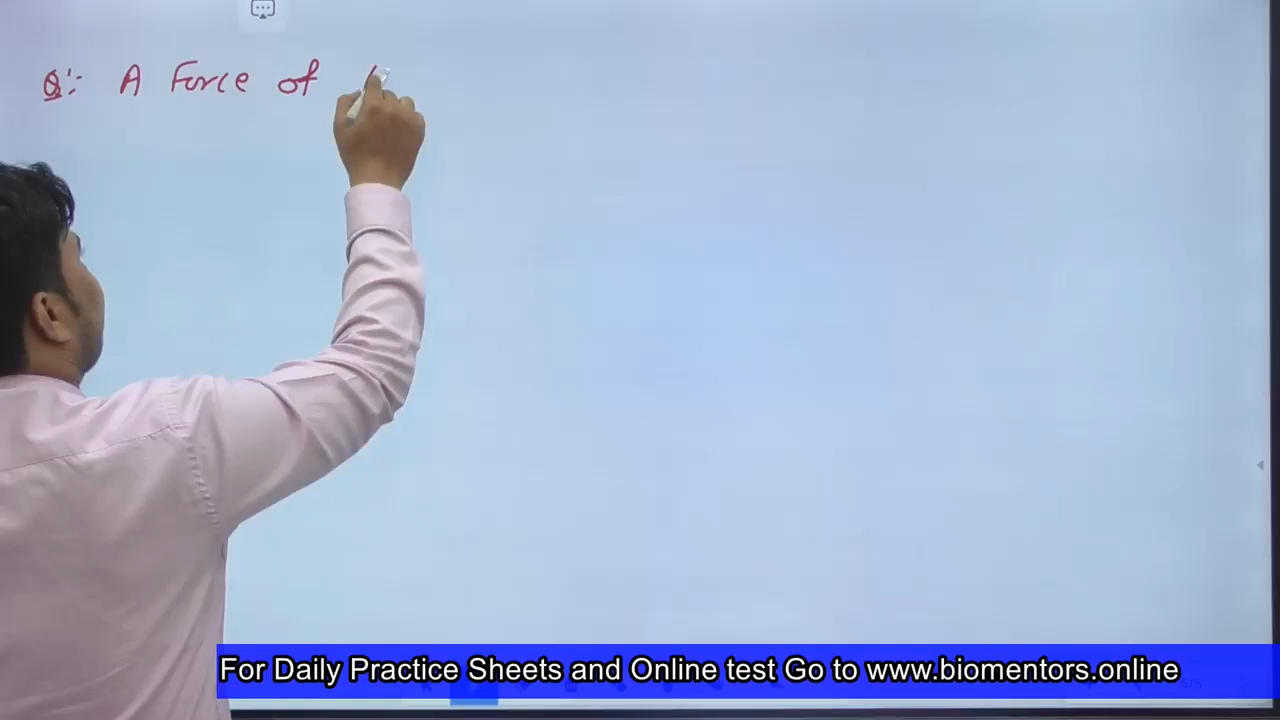 Q:- A Force of
For Daily Practice Sheets and Online test Go to www.biomentors.online